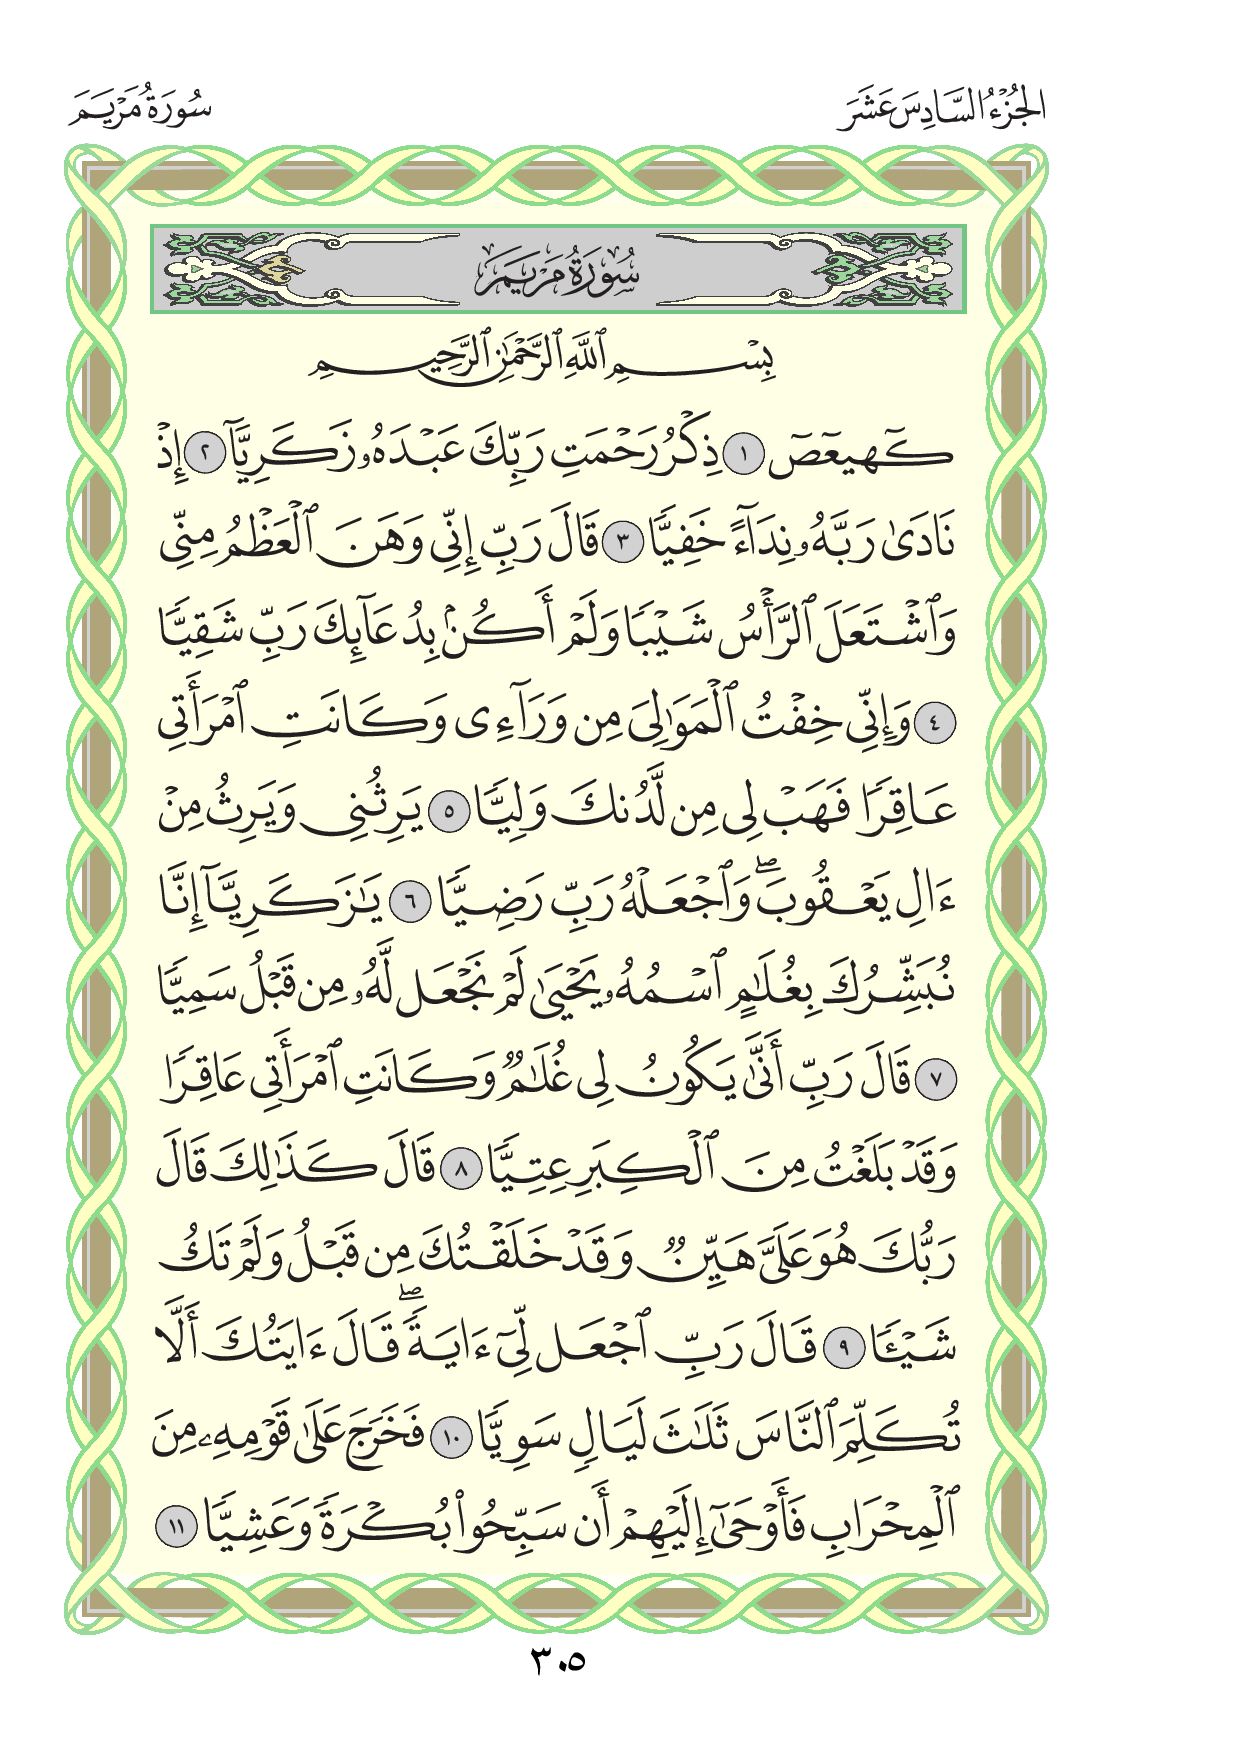 الجُزْءُ السَّادِسَ عَشَرَ
سُورَةُ مَرْيَمَ
سُورَةُ مَرْيَمَ
بِسْمِ ٱللَّهِ ٱلرَّحْمَٰنِ ٱلرَّحِيمِ
كٓهيعٓصٓ ١ ذِكْرُ رَحْمَتِ رَبِّكَ عَبْدَهُۥ زَكَرِيَّآ ٢ إِذْ
نَادَىٰ رَبَّهُۥ نِدَآءً خَفِيًّا ٣ قَالَ رَبِّ إِنِّي وَهَنَ ٱلْعَظْمُ مِنِّي
وَٱشْتَعَلَ ٱلرَّأْسُ شَيْبًا وَلَمْ أَكُنۢ بِدُعَآئِكَ رَبِّ شَقِيًّا
٤ وَإِنِّي خِفْتُ ٱلْمَوَٰلِيَ مِن وَرَآءِي وَكَانَتِ ٱمْرَأَتِي
عَاقِرًا فَهَبْ لِي مِن لَّدُنكَ وَلِيًّا ٥ يَرِثُنِي وَيَرِثُ مِنْ
ءَالِ يَعْقُوبَۖ وَٱجْعَلْهُ رَبِّ رَضِيًّا ٦ يَٰزَكَرِيَّآ إِنَّا
نُبَشِّرُكَ بِغُلَٰمٍ ٱسْمُهُۥ يَحْيَىٰ لَمْ نَجْعَل لَّهُۥ مِن قَبْلُ سَمِيًّا
٧ قَالَ رَبِّ أَنَّىٰ يَكُونُ لِي غُلَٰمٌ وَكَانَتِ ٱمْرَأَتِي عَاقِرًا
وَقَدْ بَلَغْتُ مِنَ ٱلْكِبَرِ عِتِيًّا ٨ قَالَ كَذَٰلِكَ قَالَ
رَبُّكَ هُوَ عَلَيَّ هَيِّنٌ وَقَدْ خَلَقْتُكَ مِن قَبْلُ وَلَمْ تَكُ
شَيْـًٔا ٩ قَالَ رَبِّ ٱجْعَل لِّيٓ ءَايَةًۖ قَالَ ءَايَتُكَ أَلَّا
تُكَلِّمَ ٱلنَّاسَ ثَلَٰثَ لَيَالٍ سَوِيًّا ١٠ فَخَرَجَ عَلَىٰ قَوْمِهِۦ مِنَ
ٱلْمِحْرَابِ فَأَوْحَىٰٓ إِلَيْهِمْ أَن سَبِّحُوا۟ بُكْرَةً وَعَشِيًّا ١١
٣٠٥